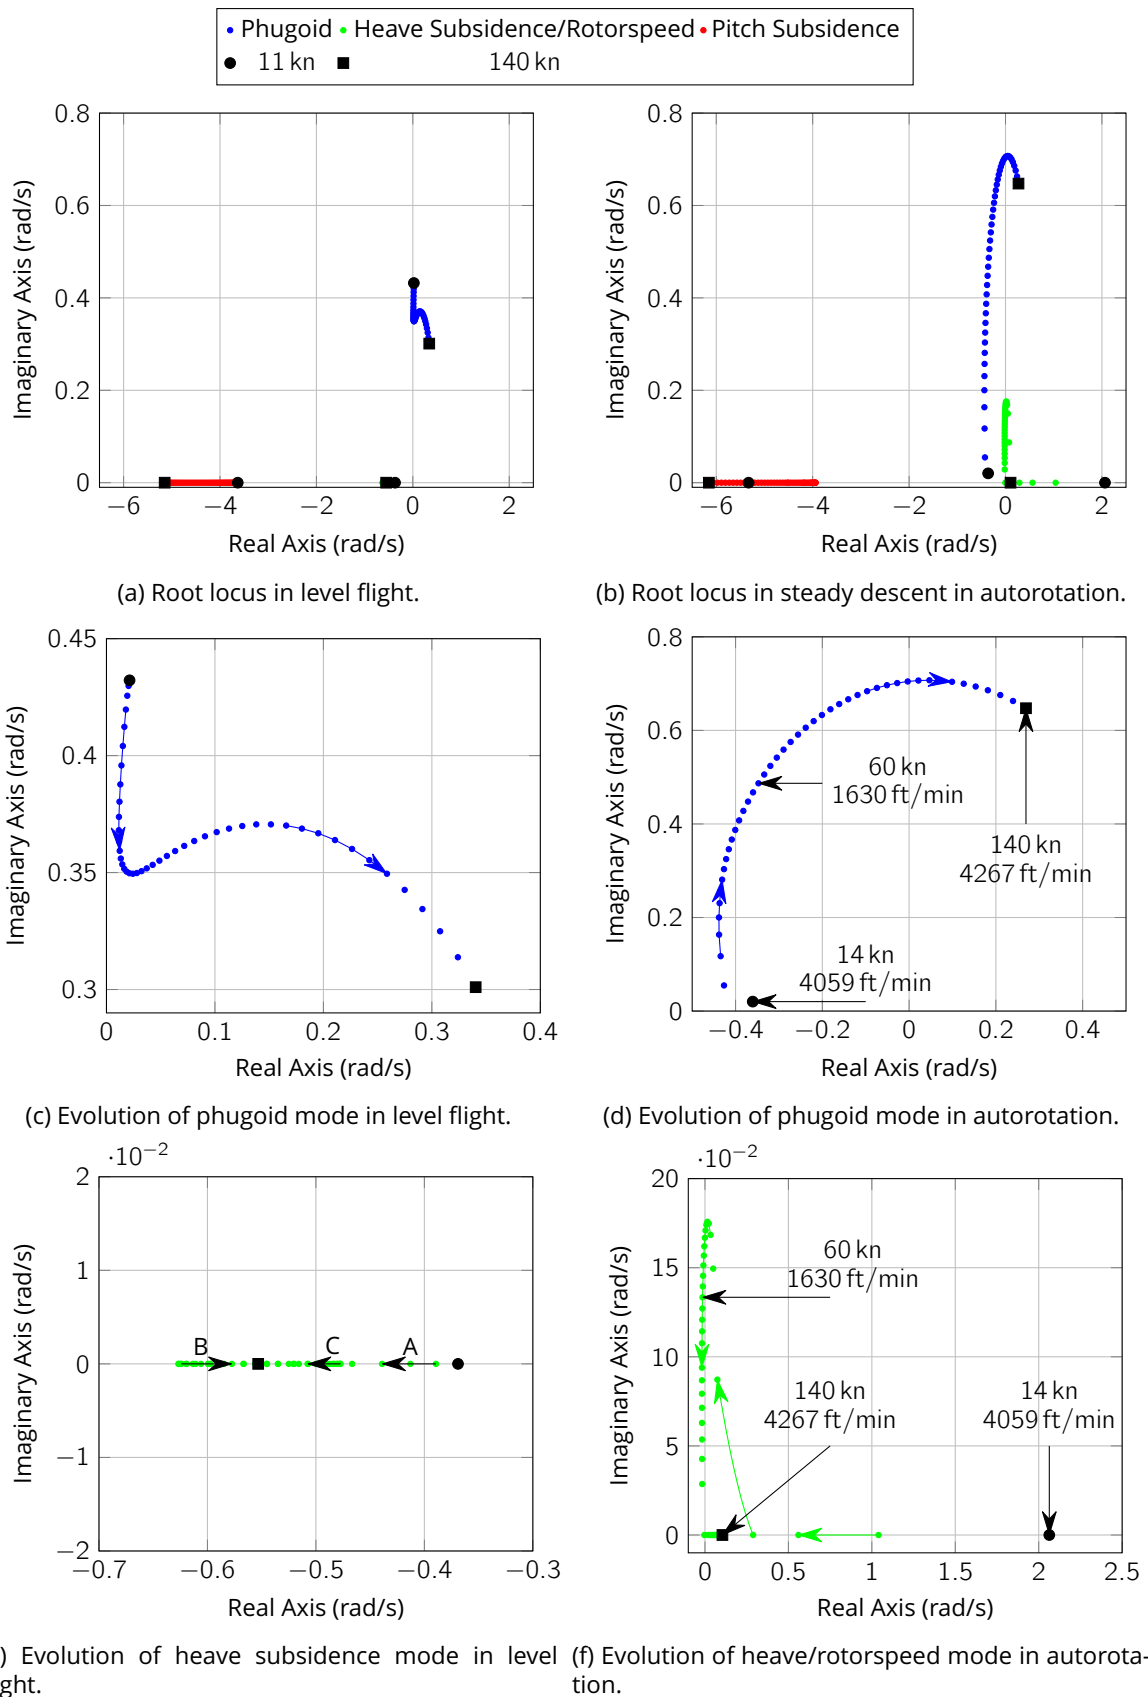 Phugoid Heave Subsidence/Rotorspeed Pitch Subsidence
11 kn 140 kn
0.8
0.6
0.4
0.2
0
−6 −4 −2 0 2
Imaginary Axis (rad/s)
Real Axis (rad/s)
(a) Root locus in level flight.
0.8
0.6
0.4
0.2
0
−6 −4 −2 0 2
Imaginary Axis (rad/s)
Real Axis (rad/s)
(b) Root locus in steady descent in autorotation.
0.45
0.4
0.35
0.3
0 0.1 0.2 0.3 0.4
Imaginary Axis (rad/s)
Real Axis (rad/s)
(c) Evolution of phugoid mode in level flight.
0.8
0.6
0.4
0.2
0
−0.4 −0.2 0 0.2 0.4
Imaginary Axis (rad/s)
Real Axis (rad/s)
60 kn
1630 ft/min
140 kn
4267 ft/min
14 kn
4059 ft/min
(d) Evolution of phugoid mode in autorotation.
·10−2
2
1
0
−1
−2
−0.7 −0.6 −0.5 −0.4 −0.3
Imaginary Axis (rad/s)
Real Axis (rad/s)
B C A
) Evolution of heave subsidence mode in level
ght.
·10−2
20
15
10
5
0
0 0.5 1 1.5 2 2.5
Imaginary Axis (rad/s)
Real Axis (rad/s)
60 kn
1630 ft/min
140 kn
4267 ft/min
14 kn
4059 ft/min
(f) Evolution of heave/rotorspeed mode in autorota-
tion.